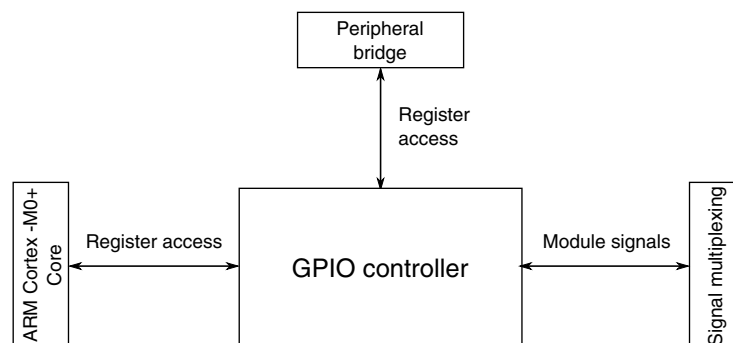 Peripheral
bridge
Register
access
ARM Cortex -M0+
Core
Register access
GPIO controller
Module signals
Signal multiplexing